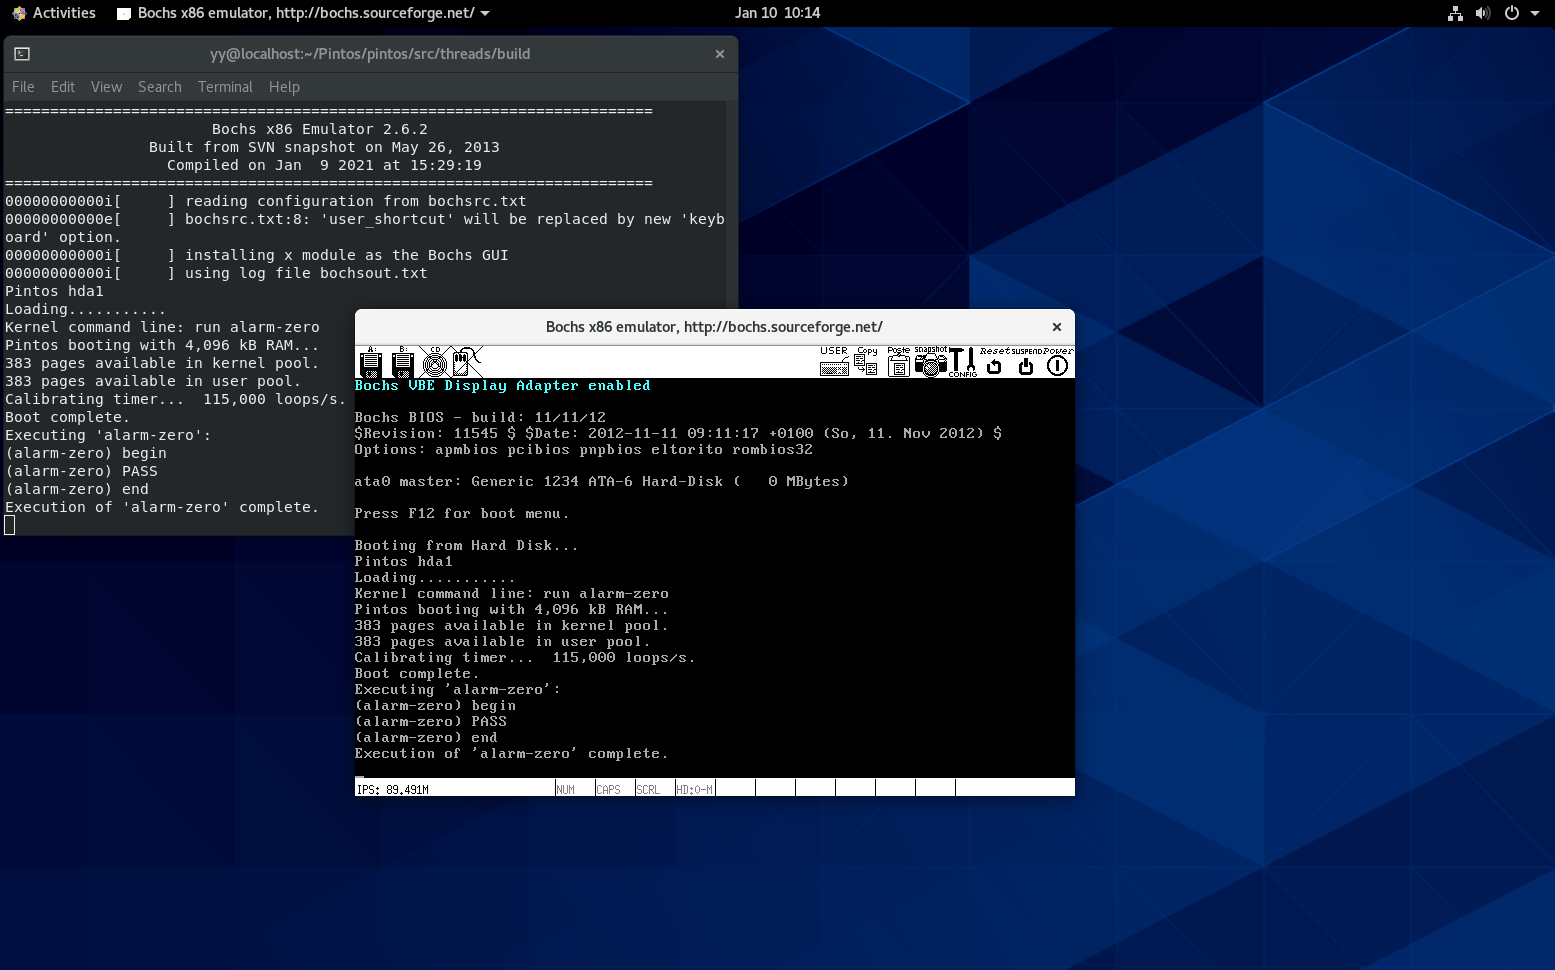 Activities Bochs x86 emulator, http://bochs.sourceforge.net/ Jan 10 10:14
yy@localhost:~/Pintos/pintos/src/threads/build
File Edit View Search Terminal Help
========================================================================
Bochs x86 Emulator 2.6.2
Built from SVN snapshot on May 26, 2013
Compiled on Jan  9 2021 at 15:29:19
========================================================================
00000000000i[     ] reading configuration from bochsrc.txt
00000000000e[     ] bochsrc.txt:8: 'user_shortcut' will be replaced by new 'keyb
oard' option.
00000000000i[     ] installing x module as the Bochs GUI
00000000000i[     ] using log file bochsout.txt
Pintos hda1
Loading...........
Kernel command line: run alarm-zero
Pintos booting with 4,096 kB RAM...
383 pages available in kernel pool.
383 pages available in user pool.
Calibrating timer...  115,000 loops/s.
Boot complete.
Executing 'alarm-zero':
(alarm-zero) begin
(alarm-zero) PASS
(alarm-zero) end
Execution of 'alarm-zero' complete.
Bochs x86 emulator, http://bochs.sourceforge.net/
A: B: CD USER Copy Paste snapshot CONFIG Reset SUSPEND Power
Bochs VBE Display Adapter enabled
Bochs BIOS - build: 11/11/12
$Revision: 11545 $ $Date: 2012-11-11 09:11:17 +0100 (So, 11. Nov 2012) $
Options: apmbios pcibios pnpbios eltorito rombios32
ata0 master: Generic 1234 ATA-6 Hard-Disk (   0 MBytes)
Press F12 for boot menu.
Booting from Hard Disk...
Pintos hda1
Loading...........
Kernel command line: run alarm-zero
Pintos booting with 4,096 kB RAM...
383 pages available in kernel pool.
383 pages available in user pool.
Calibrating timer...  115,000 loops/s.
Boot complete.
Executing 'alarm-zero':
(alarm-zero) begin
(alarm-zero) PASS
(alarm-zero) end
Execution of 'alarm-zero' complete.
IPS: 89.491M NUM CAPS SCRL HD:0-M